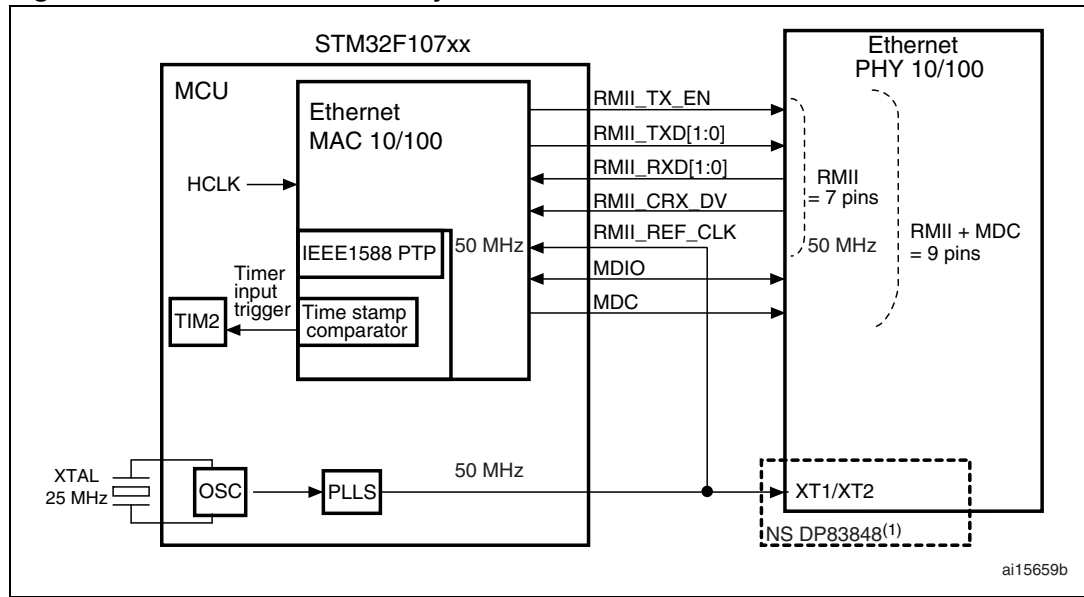 STM32F107xx
Ethernet
PHY 10/100
MCU
Ethernet
MAC 10/100
HCLK
IEEE1588 PTP
50 MHz
Timer
input
trigger
TIM2
Time stamp
comparator
RMII_TX_EN
RMII_TXD[1:0]
RMII_RXD[1:0]
RMII_CRX_DV
RMII_REF_CLK
MDIO
MDC
RMII
= 7 pins
50 MHz
RMII + MDC
= 9 pins
XTAL
25 MHz
OSC
PLLS
50 MHz
XT1/XT2
NS DP83848(1)
ai15659b